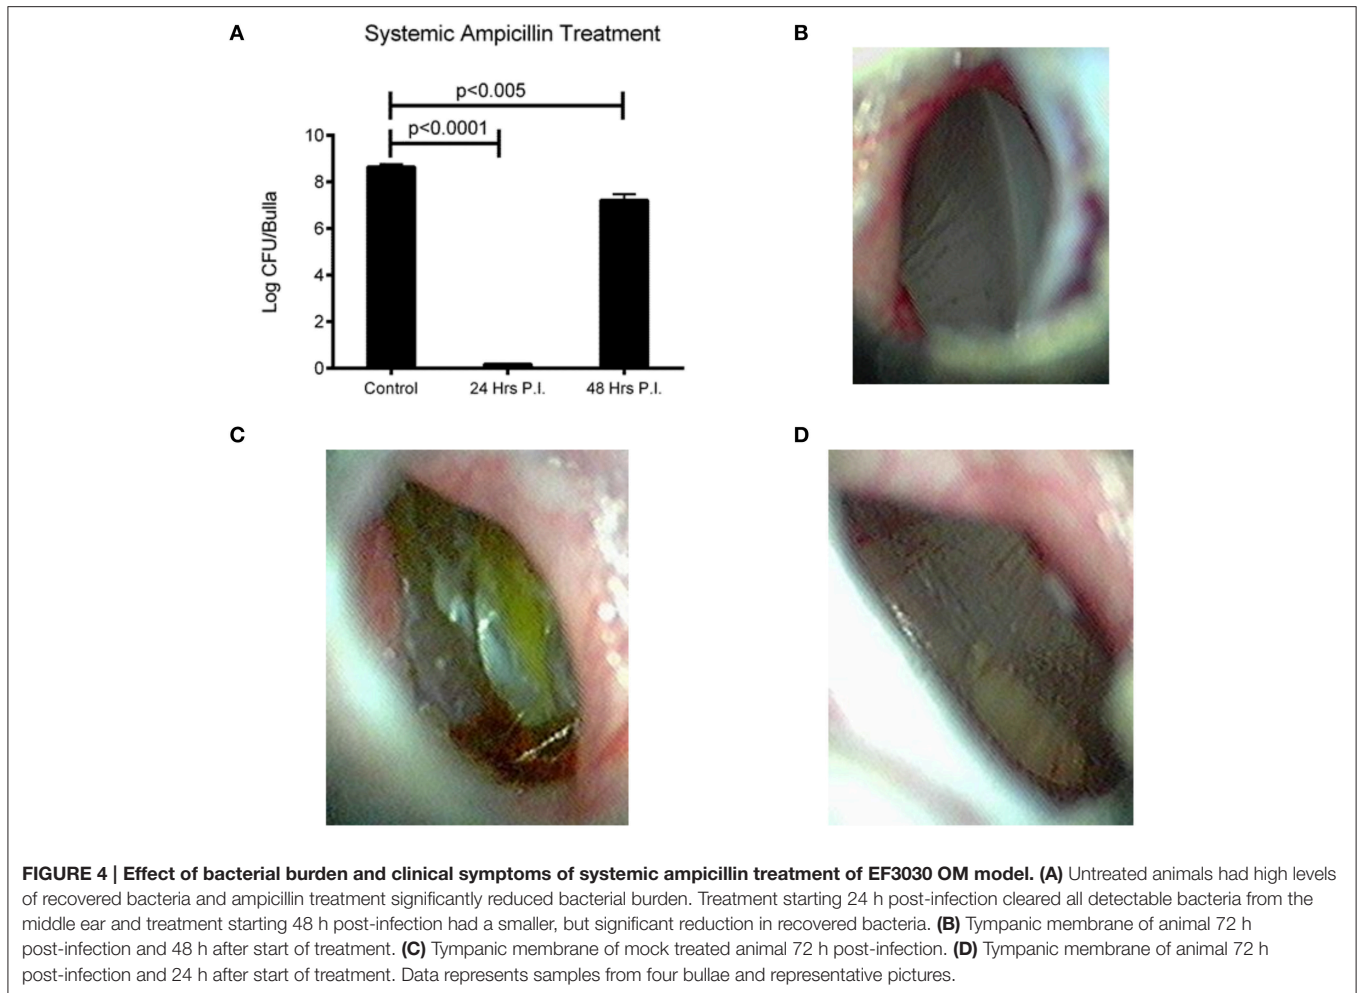 A
Systemic Ampicillin Treatment
p<0.005
p<0.0001
10
8
6
4
2
0
Log CFU/Bulla
Control
24 Hrs P.I.
48 Hrs P.I.
B
C
D
FIGURE 4 | Effect of bacterial burden and clinical symptoms of systemic ampicillin treatment of EF3030 OM model. (A) Untreated animals had high levels
of recovered bacteria and ampicillin treatment significantly reduced bacterial burden. Treatment starting 24 h post-infection cleared all detectable bacteria from the
middle ear and treatment starting 48 h post-infection had a smaller, but significant reduction in recovered bacteria. (B) Tympanic membrane of animal 72 h
post-infection and 48 h after start of treatment. (C) Tympanic membrane of mock treated animal 72 h post-infection. (D) Tympanic membrane of animal 72 h
post-infection and 24 h after start of treatment. Data represents samples from four bullae and representative pictures.